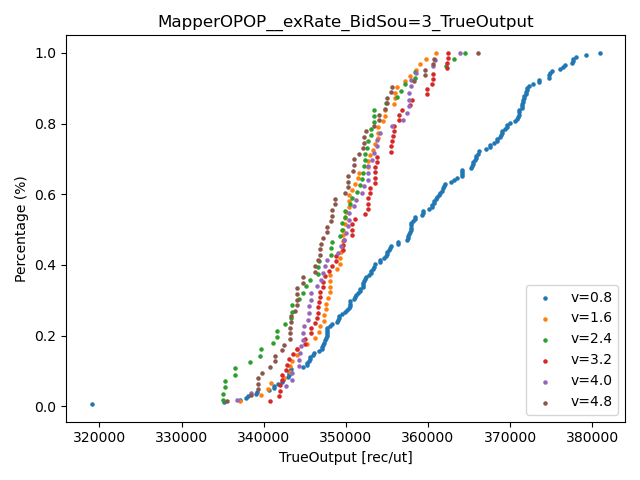 MapperOPOP__exRate_BidSou=3_TrueOutput
Percentage (%)
1.0
0.8
0.6
0.4
0.2
0.0
v=0.8
v=1.6
v=2.4
v=3.2
v=4.0
v=4.8
320000 330000 340000 350000 360000 370000 380000
TrueOutput [rec/ut]